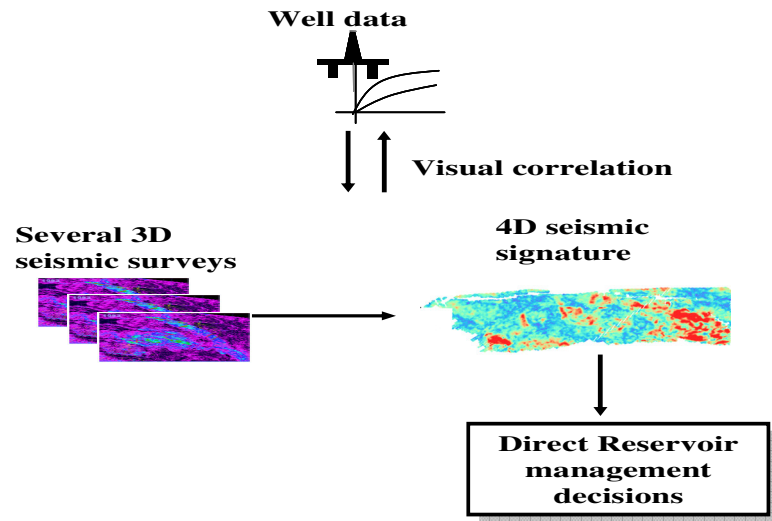 Well data
Visual correlation
Several 3D
seismic surveys
4D seismic
signature
Direct Reservoir
management
decisions